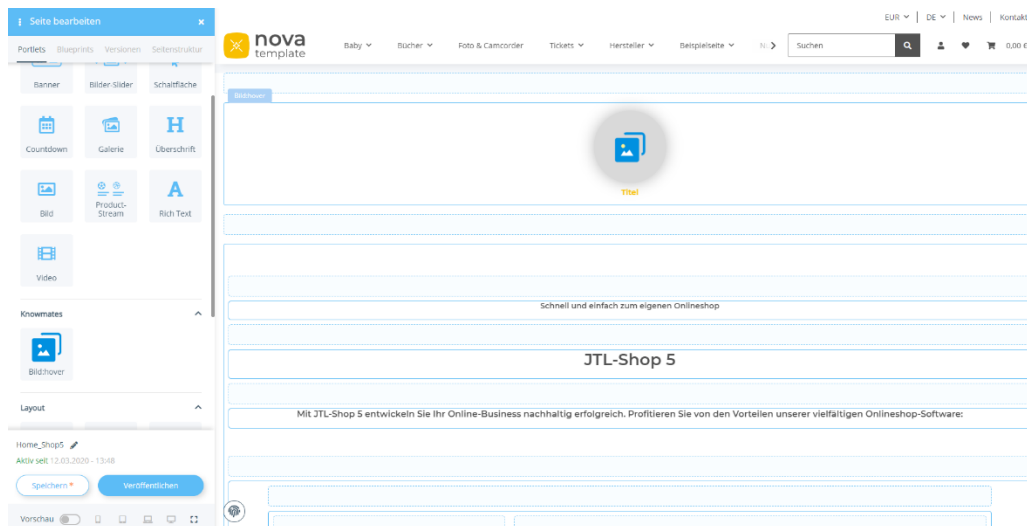 Seite bearbeiten
Portlets Blueprints Versionen Seitenstruktur
Banner Bilder-Slider Schaltfläche
Countdown Galerie Überschrift
Bild Product-Stream Rich Text
Video
Knowmates
Bild:hover
Layout
Home_Shop5
Aktiv seit 12.03.2020 - 13:48
Speichern * Veröffentlichen
Vorschau
EUR DE News Kontakt
nova
template
Baby Bücher Foto & Camcorder Tickets Hersteller Beispielseite Suchen 0,00 €
Bild:hover
Titel
Schnell und einfach zum eigenen Onlineshop
JTL-Shop 5
Mit JTL-Shop 5 entwickeln Sie Ihr Online-Business nachhaltig erfolgreich. Profitieren Sie von den Vorteilen unserer vielfältigen Onlineshop-Software: